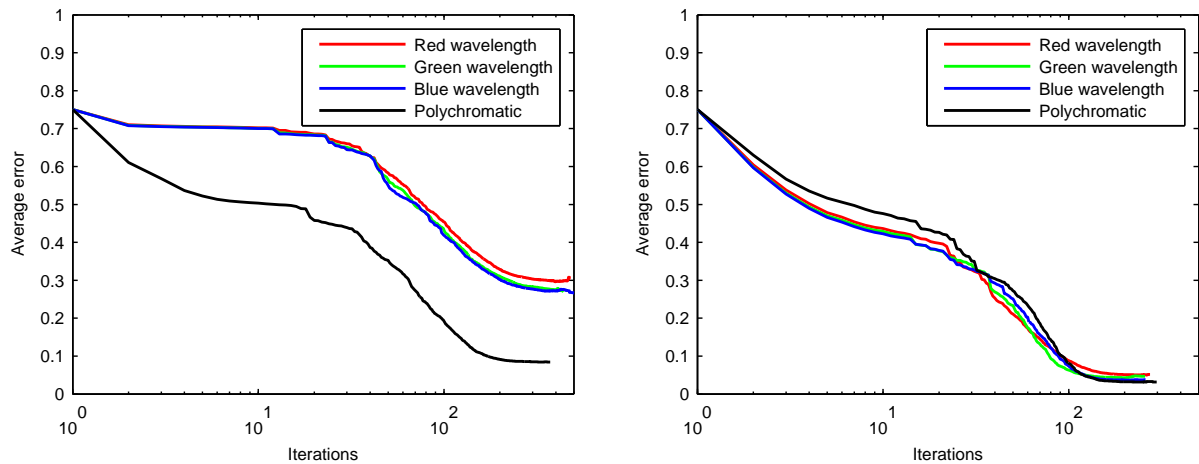 1
0.9
0.8
0.7
0.6
0.5
0.4
0.3
0.2
0.1
0
Average error
10^0
10^1
10^2
Iterations
Red wavelength
Green wavelength
Blue wavelength
Polychromatic
1
0.9
0.8
0.7
0.6
0.5
0.4
0.3
0.2
0.1
0
Average error
10^0
10^1
10^2
Iterations
Red wavelength
Green wavelength
Blue wavelength
Polychromatic